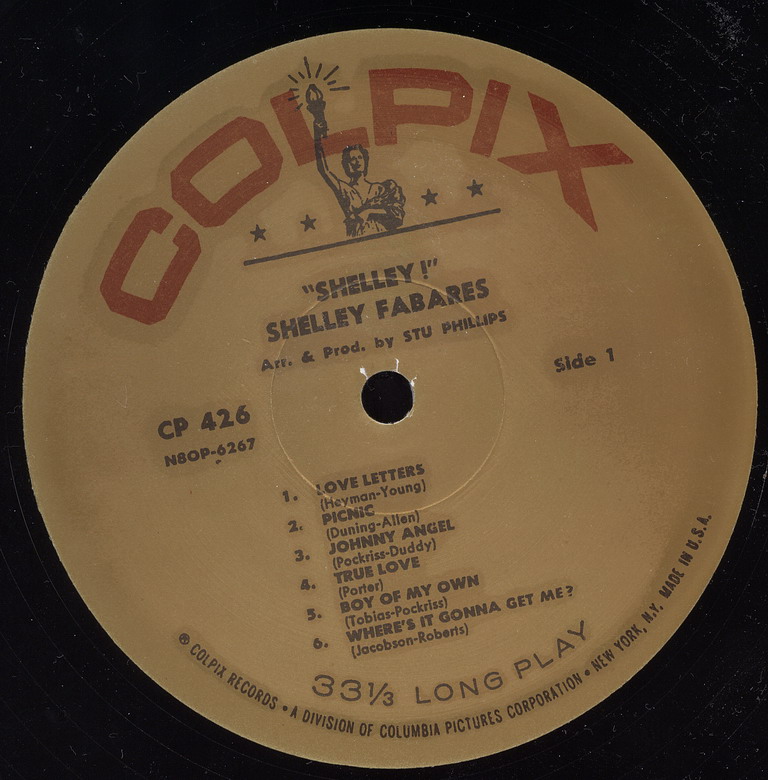 COLPIX
"SHELLEY!"
SHELLEY FABARES
Arr. & Prod. by STU PHILLIPS
Side 1
CP 426
N8OP-6267
1. LOVE LETTERS
(Heyman-Young)
2. PICNIC
(Duning-Allen)
3. JOHNNY ANGEL
(Pockriss-Duddy)
4. TRUE LOVE
(Porter)
5. BOY OF MY OWN
(Tobias-Pockriss)
6. WHERE'S IT GONNA GET ME?
(Jacobson-Roberts)
33 1/3 LONG PLAY
® COLPIX RECORDS • A DIVISION OF COLUMBIA PICTURES CORPORATION • NEW YORK, N.Y. MADE IN U.S.A.